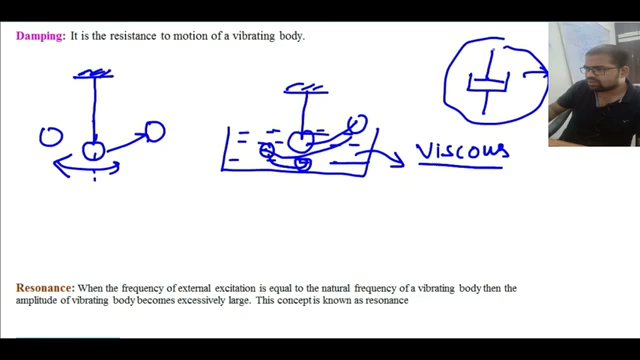 Damping: It is the resistance to motion of a vibrating body.
VISCOUS
Resonance: When the frequency of external excitation is equal to the natural frequency of a vibrating body then the
amplitude of vibrating body becomes excessively large. This concept is known as resonance